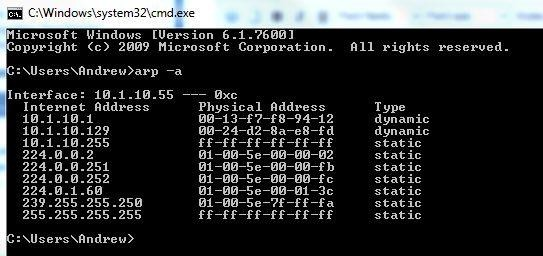 C:\Windows\system32\cmd.exe
Microsoft Windows [Version 6.1.7600]
Copyright (c) 2009 Microsoft Corporation.  All rights reserved.
C:\Users\Andrew>arp -a
Interface: 10.1.10.55 --- 0xc
Internet Address      Physical Address      Type
10.1.10.1             00-13-f7-f8-94-12     dynamic
10.1.10.129           00-24-d2-8a-e8-fd     dynamic
10.1.10.255           ff-ff-ff-ff-ff-ff     static
224.0.0.2             01-00-5e-00-00-02     static
224.0.0.251           01-00-5e-00-00-fb     static
224.0.0.252           01-00-5e-00-00-fc     static
224.0.1.60            01-00-5e-00-01-3c     static
239.255.255.250       01-00-5e-7f-ff-fa     static
255.255.255.255       ff-ff-ff-ff-ff-ff     static
C:\Users\Andrew>